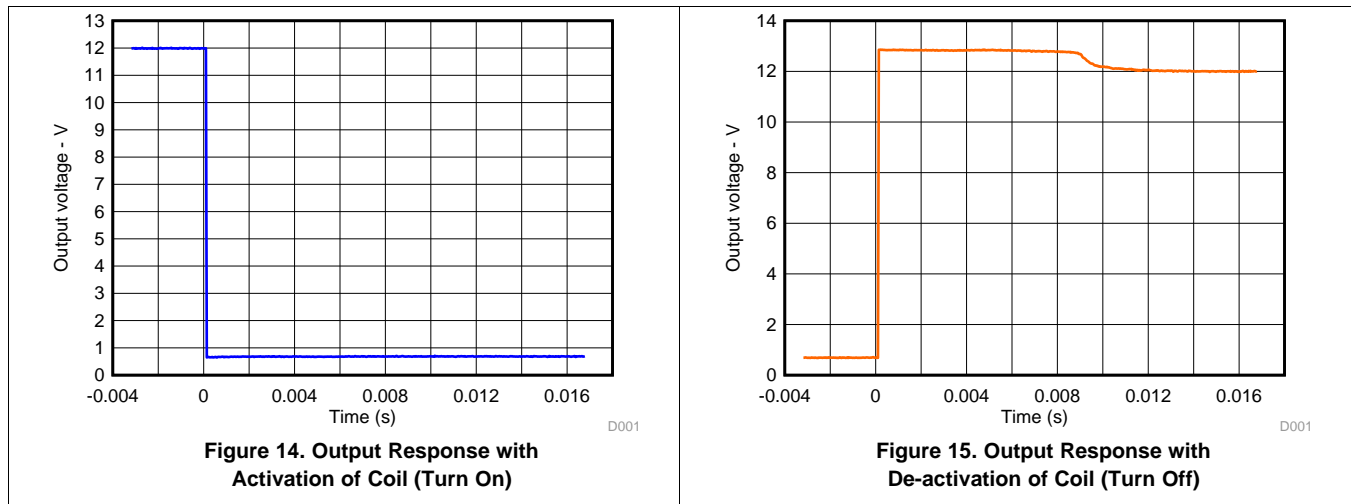 13
12
11
10
9
8
7
6
5
4
3
2
1
0
Output voltage - V
-0.004 0 0.004 0.008 0.012 0.016
Time (s)
D001
Figure 14. Output Response with
Activation of Coil (Turn On)
14
12
10
8
6
4
2
0
Output voltage - V
-0.004 0 0.004 0.008 0.012 0.016
Time (s)
D001
Figure 15. Output Response with
De-activation of Coil (Turn Off)